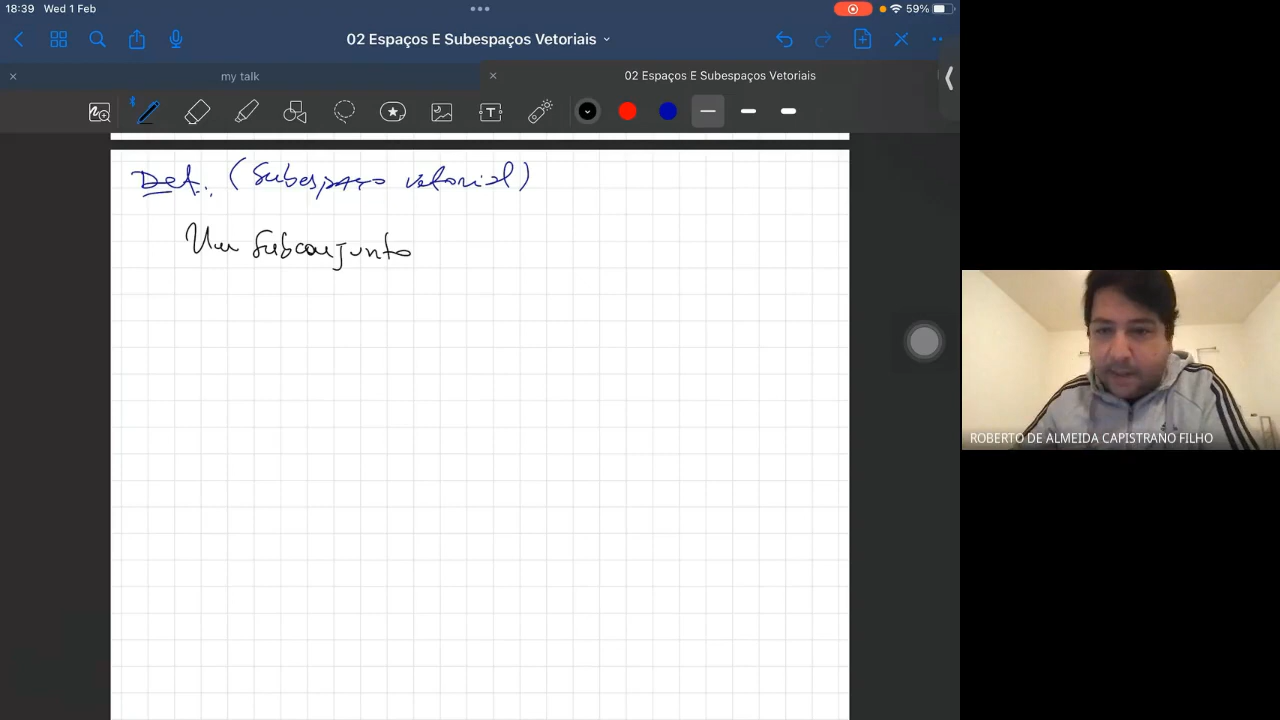 18:39 Wed 1 Feb
59%
02 Espaços E Subespaços Vetoriais
my talk
02 Espaços E Subespaços Vetoriais
Def.: (Subespaço vetorial)
Um subconjunto
ROBERTO DE ALMEIDA CAPISTRANO FILHO